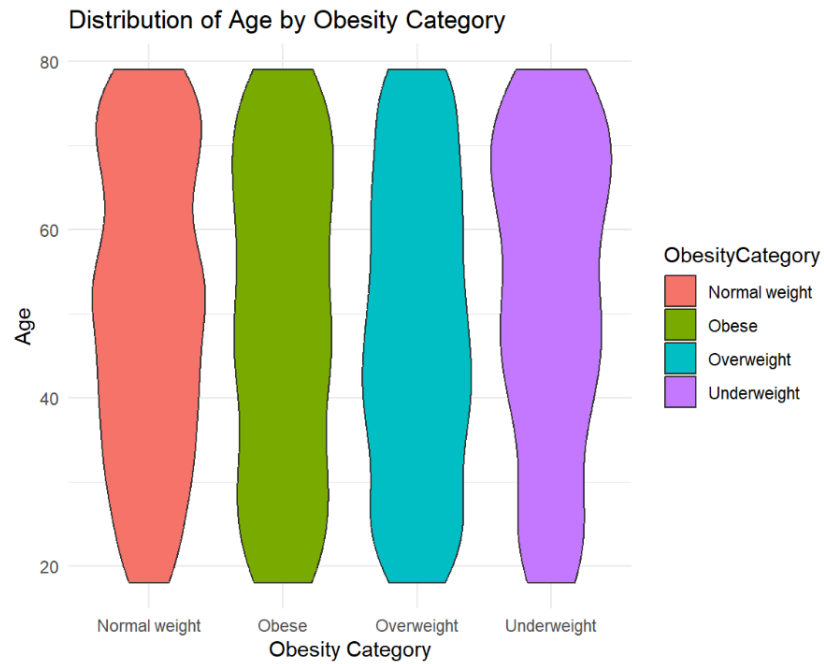 Distribution of Age by Obesity Category
80
60
40
20
Age
Normal weight
Obese
Overweight
Underweight
Obesity Category
ObesityCategory
Normal weight
Obese
Overweight
Underweight